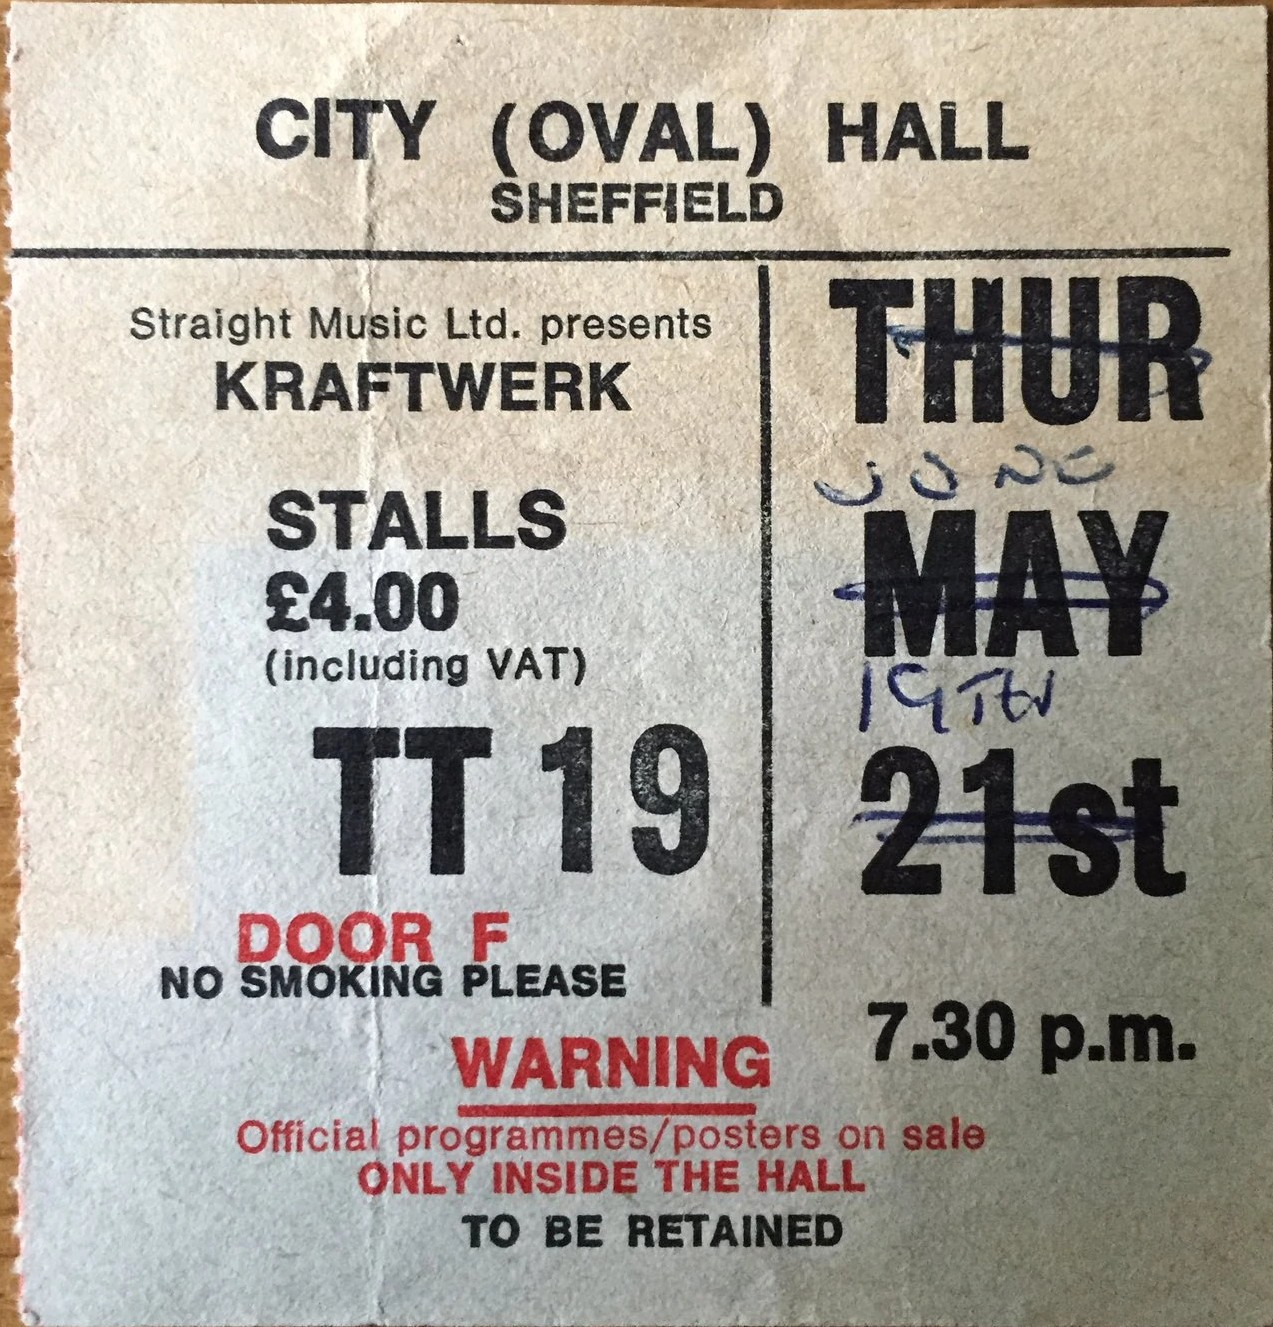 CITY (OVAL) HALL
SHEFFIELD
Straight Music Ltd. presents
KRAFTWERK
STALLS
£4.00
(including VAT)
TT 19
DOOR F
NO SMOKING PLEASE
THUR
JUNE
MAY
19TH
21st
7.30 p.m.
WARNING
Official programmes/posters on sale
ONLY INSIDE THE HALL
TO BE RETAINED